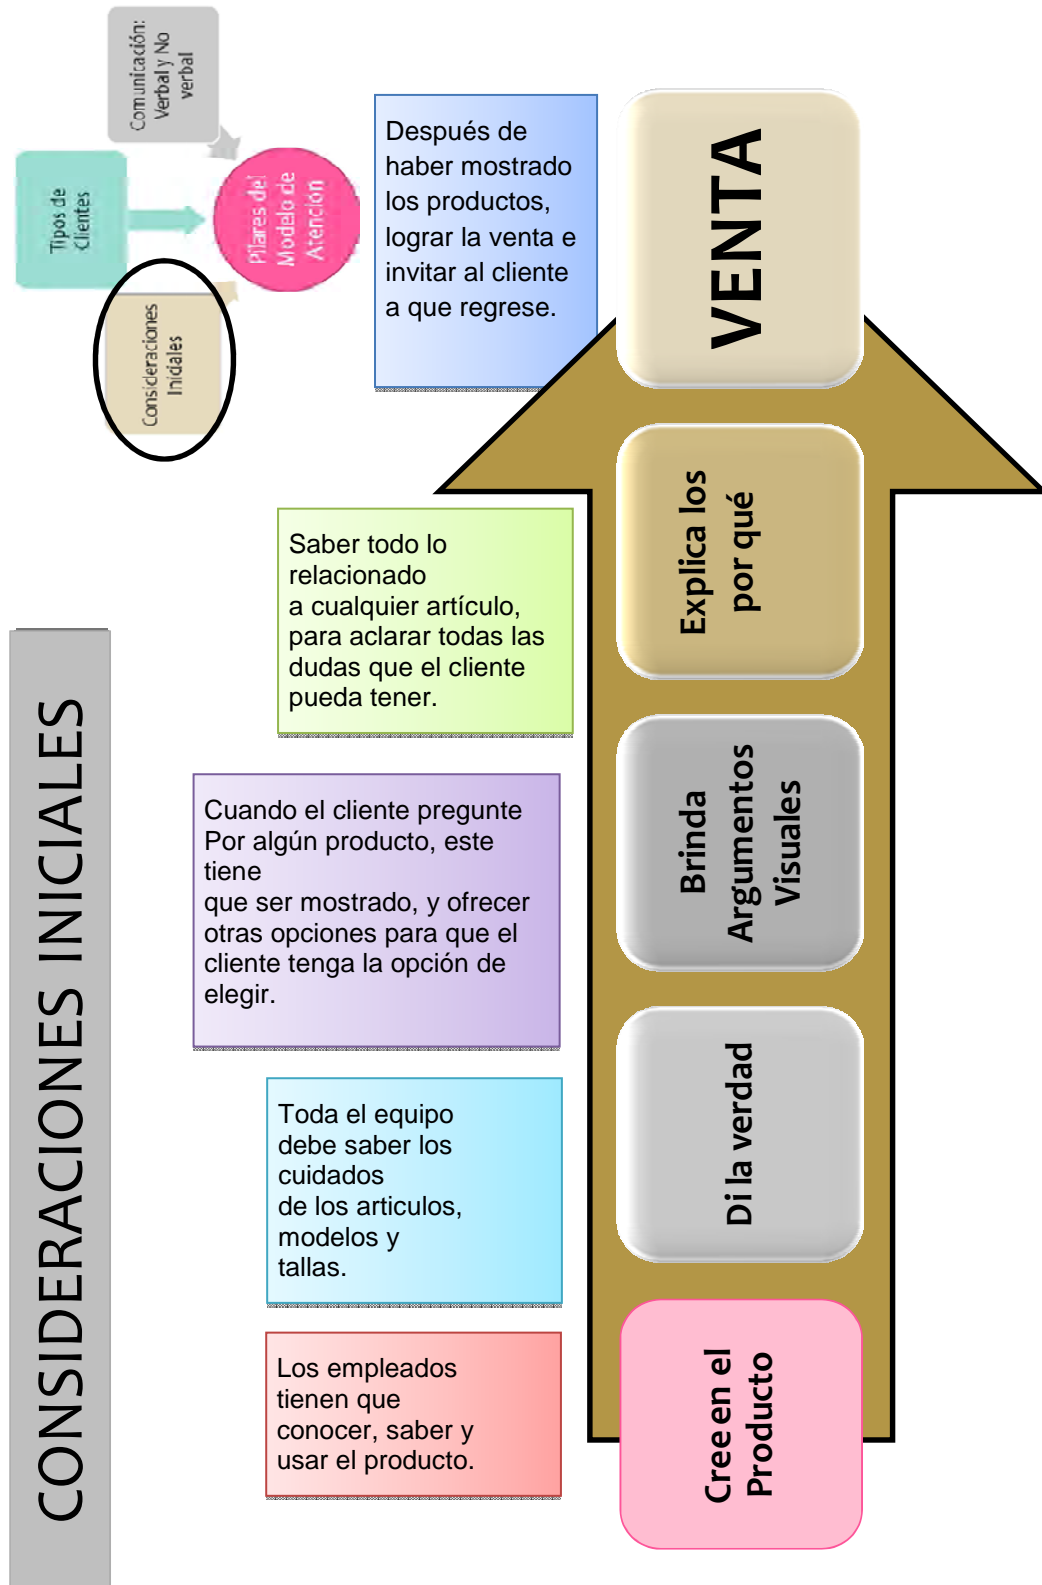 CONSIDERACIONES INICIALES
Consideraciones
Iniciales
Tipos de
Clientes
Comunicación:
Verbal y No
verbal
Pilares del
Modelo de
Atención
Después de
haber mostrado
los productos,
lograr la venta e
invitar al cliente
a que regrese.
VENTA
Saber todo lo
relacionado
a cualquier artículo,
para aclarar todas las
dudas que el cliente
pueda tener.
Explica los
por qué
Cuando el cliente pregunte
Por algún producto, este
tiene
que ser mostrado, y ofrecer
otras opciones para que el
cliente tenga la opción de
elegir.
Brinda
Argumentos
Visuales
Toda el equipo
debe saber los
cuidados
de los articulos,
modelos y
tallas.
Di la verdad
Los empleados
tienen que
conocer, saber y
usar el producto.
Cree en el
Producto